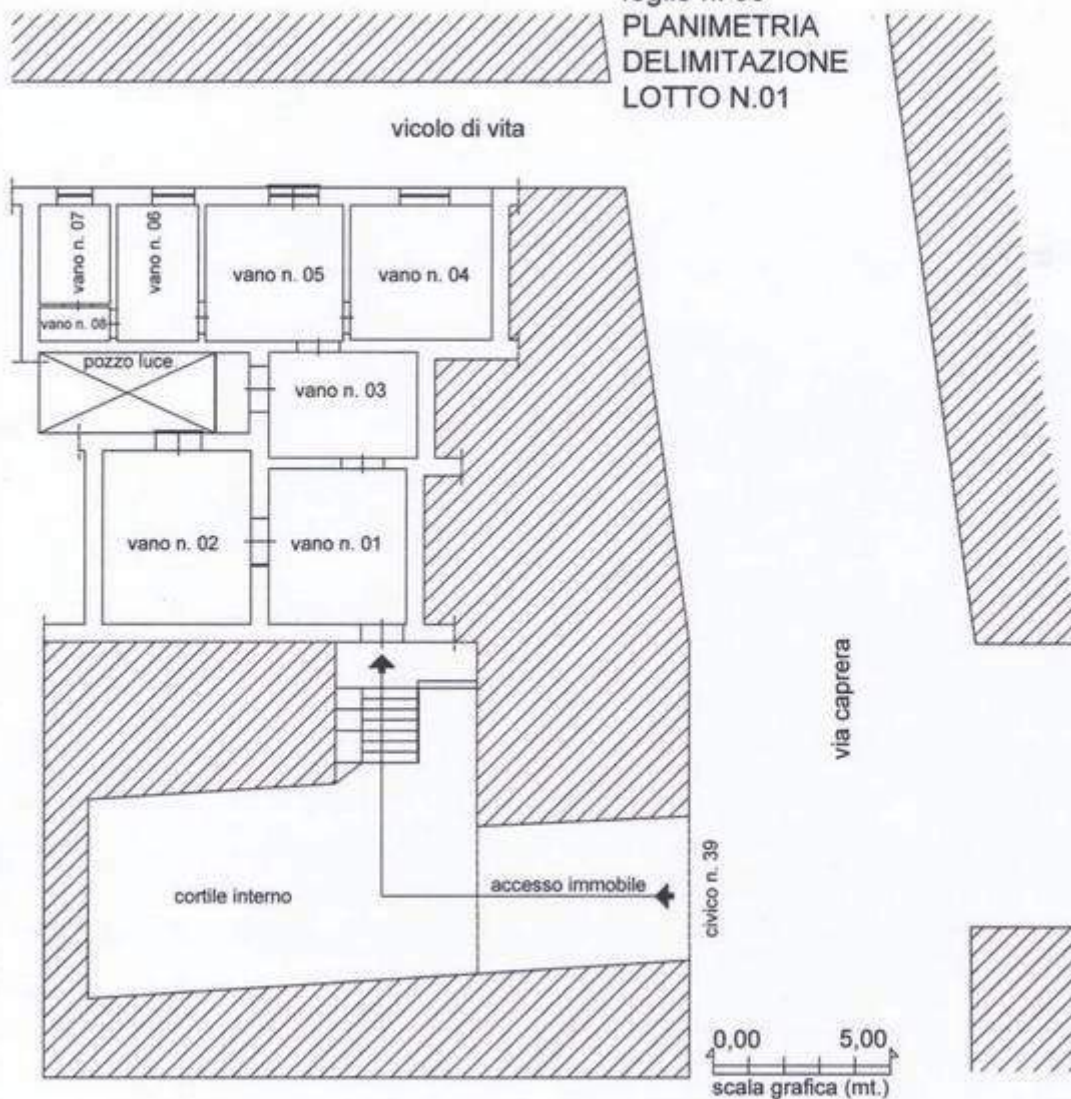 PLANIMETRIA
DELIMITAZIONE
LOTTO N.01
vicolo di vita
vano n. 07
vano n. 06
vano n. 05
vano n. 04
vano n. 08
pozzo luce
vano n. 03
vano n. 02
vano n. 01
via caprera
cortile interno
accesso immobile
civico n. 39
0,00 5,00
scala grafica (mt.)